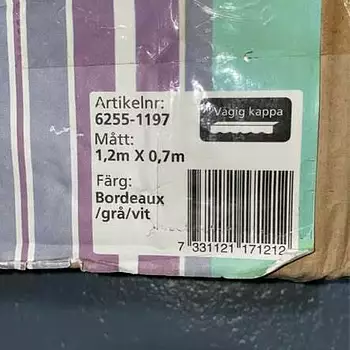 Artikelnr:
6255-1197
Vågig kappa
Mått:
1,2m X 0,7m
Färg:
Bordeaux
/grå/vit
7 331121 171212